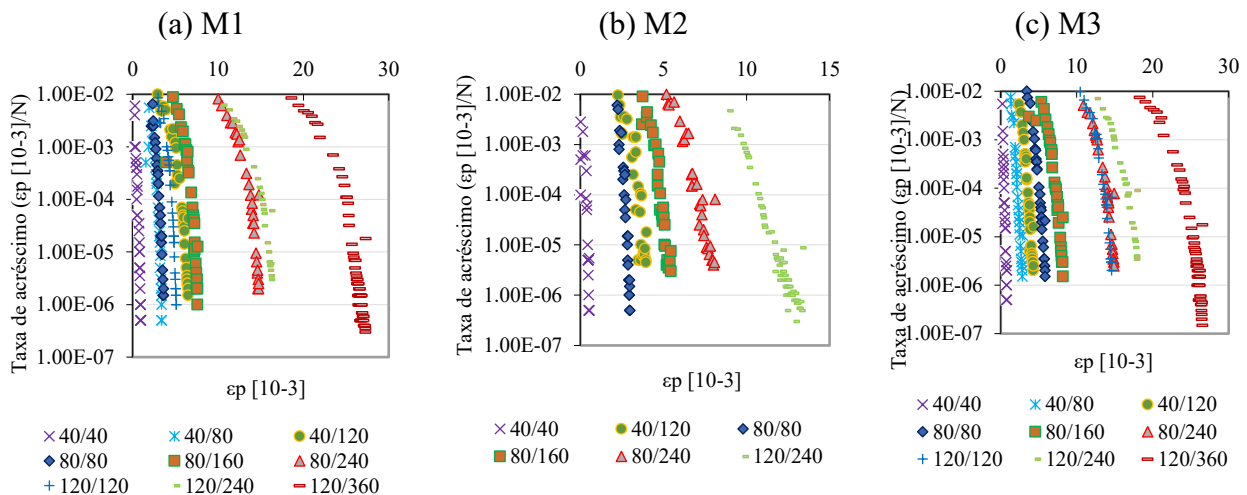 (a) M1
0 10 20 30
Taxa de acréscimo (εp [10-3]/N)
1.00E-02
1.00E-03
1.00E-04
1.00E-05
1.00E-06
1.00E-07
εp [10-3]
40/40 40/80 40/120
80/80 80/160 80/240
120/120 120/240 120/360
(b) M2
0 5 10 15
Taxa de acréscimo (εp [10-3]/N)
1.00E-02
1.00E-03
1.00E-04
1.00E-05
1.00E-06
1.00E-07
εp [10-3]
40/40 40/120 80/80
80/160 80/240 120/240
(c) M3
0 10 20 30
Taxa de acréscimo (εp [10-3]/N)
1.00E-02
1.00E-03
1.00E-04
1.00E-05
1.00E-06
1.00E-07
εp [10-3]
40/40 40/80 40/120
80/80 80/160 80/240
120/120 120/240 120/360